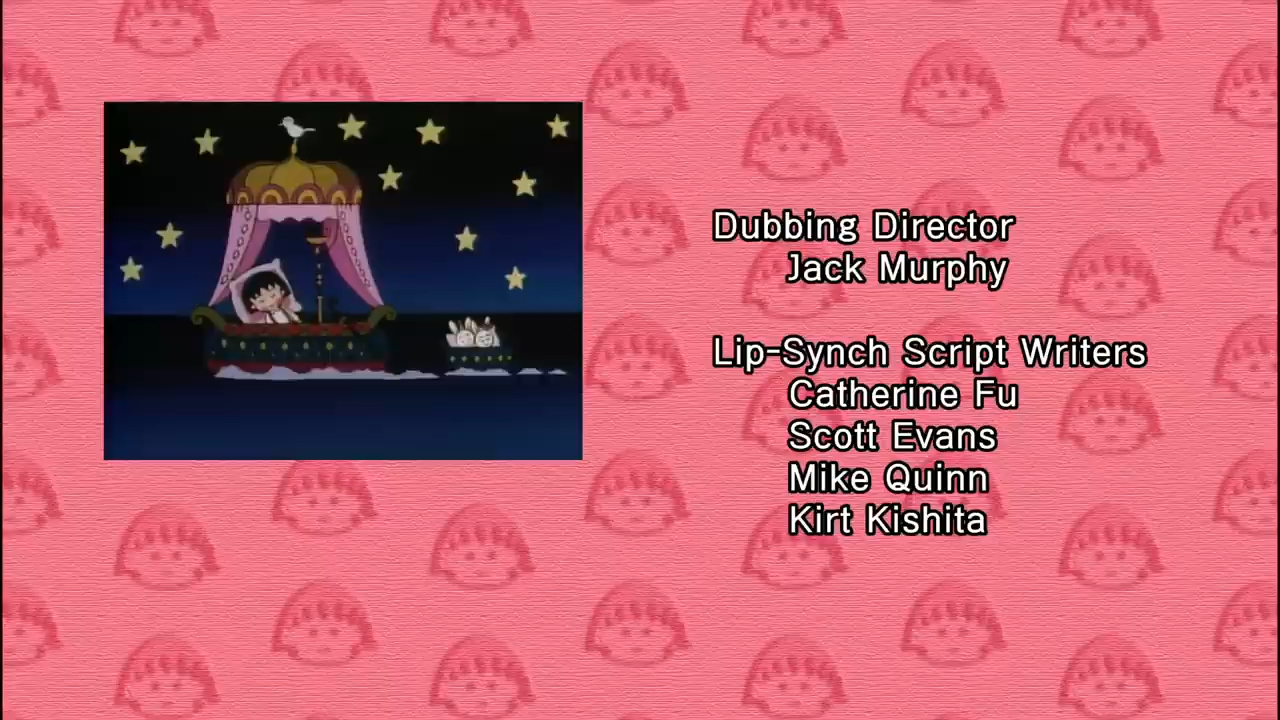 Dubbing Director
Jack Murphy
Lip-Synch Script Writers
Catherine Fu
Scott Evans
Mike Quinn
Kirt Kishita